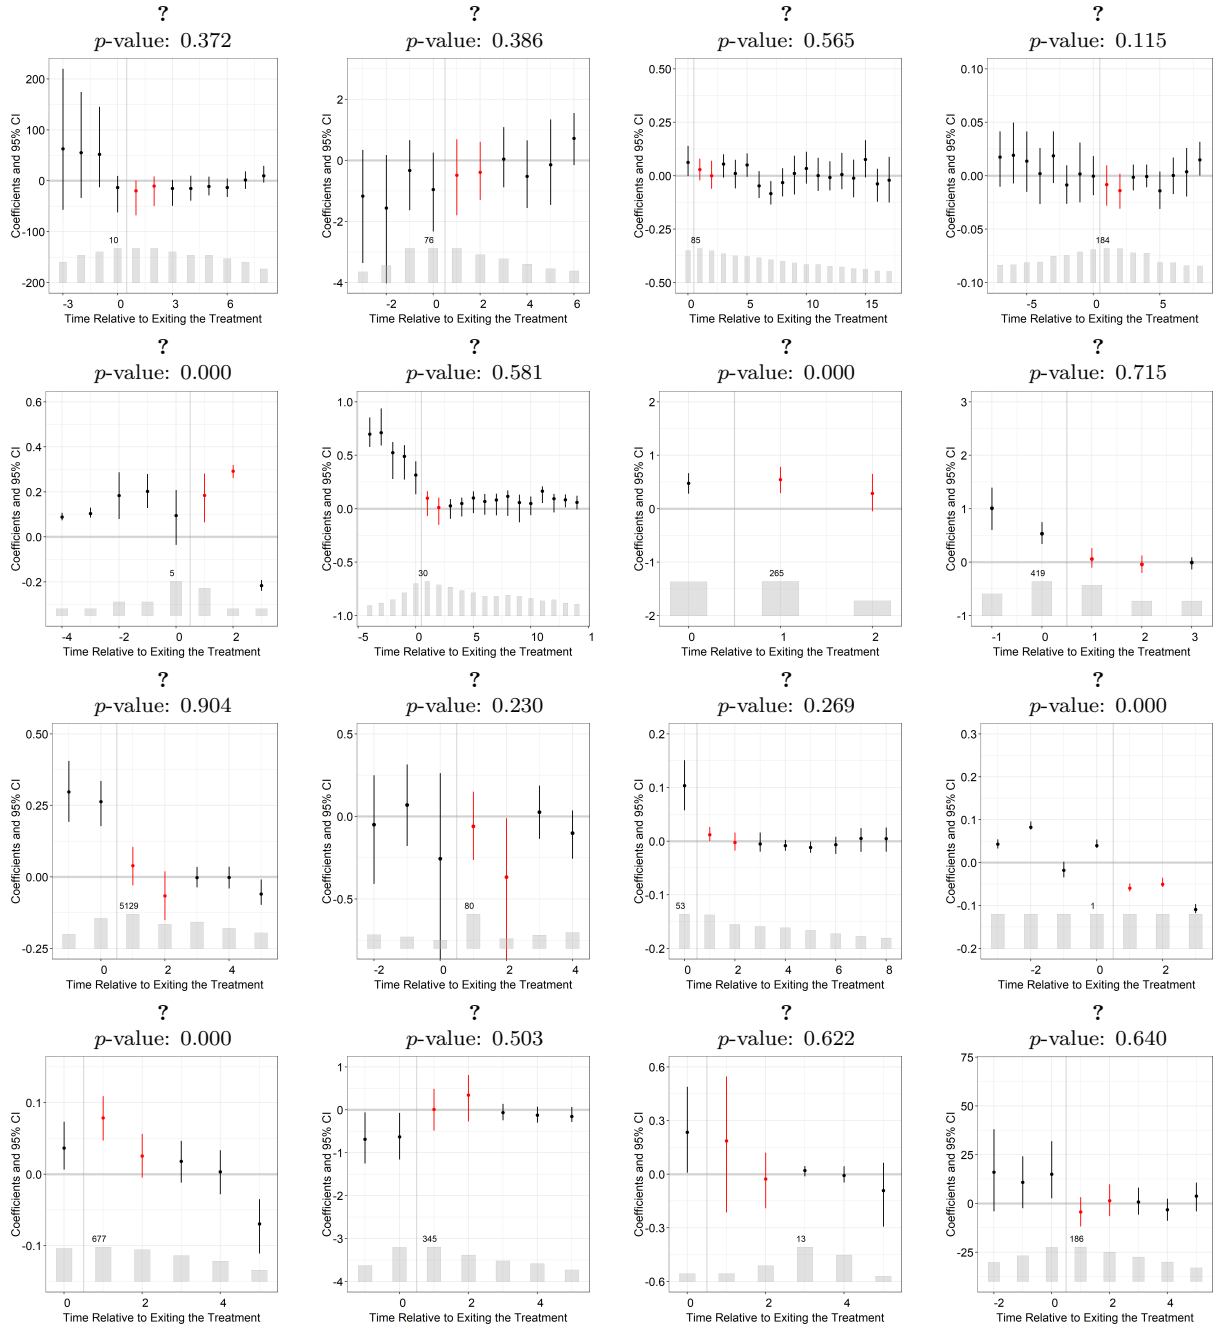 ? ? ? ?
p-value: 0.372 p-value: 0.386 p-value: 0.565 p-value: 0.115
Coefficients and 95% CI
200
100
0
-100
-200
10
-3 0 3 6
Time Relative to Exiting the Treatment
Coefficients and 95% CI
2
0
-2
-4
76
-2 0 2 4 6
Time Relative to Exiting the Treatment
Coefficients and 95% CI
0.50
0.25
0.00
-0.25
-0.50
85
0 5 10 15
Time Relative to Exiting the Treatment
Coefficients and 95% CI
0.10
0.05
0.00
-0.05
-0.10
184
-5 0 5
Time Relative to Exiting the Treatment
? ? ? ?
p-value: 0.000 p-value: 0.581 p-value: 0.000 p-value: 0.715
Coefficients and 95% CI
0.6
0.4
0.2
0.0
-0.2
5
-4 -2 0 2
Time Relative to Exiting the Treatment
Coefficients and 95% CI
1.0
0.5
0.0
-0.5
-1.0
30
-5 0 5 10 1
Time Relative to Exiting the Treatment
Coefficients and 95% CI
2
1
0
-1
-2
265
0 1 2
Time Relative to Exiting the Treatment
Coefficients and 95% CI
3
2
1
0
-1
419
-1 0 1 2 3
Time Relative to Exiting the Treatment
? ? ? ?
p-value: 0.904 p-value: 0.230 p-value: 0.269 p-value: 0.000
Coefficients and 95% CI
0.50
0.25
0.00
-0.25
5129
0 2 4
Time Relative to Exiting the Treatment
Coefficients and 95% CI
0.5
0.0
-0.5
80
-2 0 2 4
Time Relative to Exiting the Treatment
Coefficients and 95% CI
0.2
0.1
0.0
-0.1
-0.2
53
0 2 4 6 8
Time Relative to Exiting the Treatment
Coefficients and 95% CI
0.3
0.2
0.1
0.0
-0.1
-0.2
1
-2 0 2
Time Relative to Exiting the Treatment
? ? ? ?
p-value: 0.000 p-value: 0.503 p-value: 0.622 p-value: 0.640
Coefficients and 95% CI
0.1
0.0
-0.1
677
0 2 4
Time Relative to Exiting the Treatment
Coefficients and 95% CI
1
0
-1
-2
-3
-4
345
0 2 4
Time Relative to Exiting the Treatment
Coefficients and 95% CI
0.6
0.3
0.0
-0.3
-0.6
13
0 2 4
Time Relative to Exiting the Treatment
Coefficients and 95% CI
75
50
25
0
-25
186
-2 0 2 4
Time Relative to Exiting the Treatment